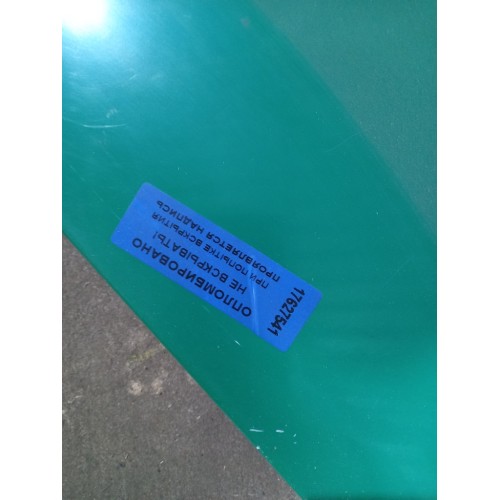 ОПЛОМБИРОВАНО
НЕ ВСКРЫВАТЬ!
ПРИ ПОПЫТКЕ ВСКРЫТИЯ
ПРОЯВЛЯЕТСЯ НАДПИСЬ
17627541